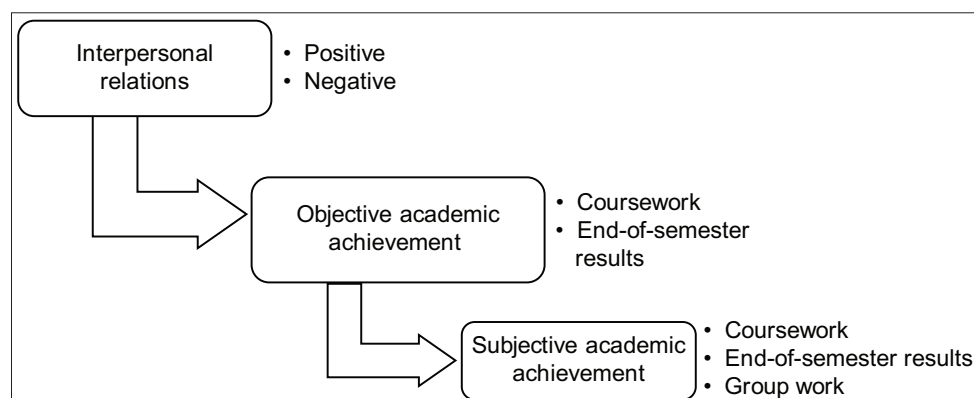 Interpersonal
relations
• Positive
• Negative
Objective academic
achievement
• Coursework
• End-of-semester
results
Subjective academic
achievement
• Coursework
• End-of-semester results
• Group work